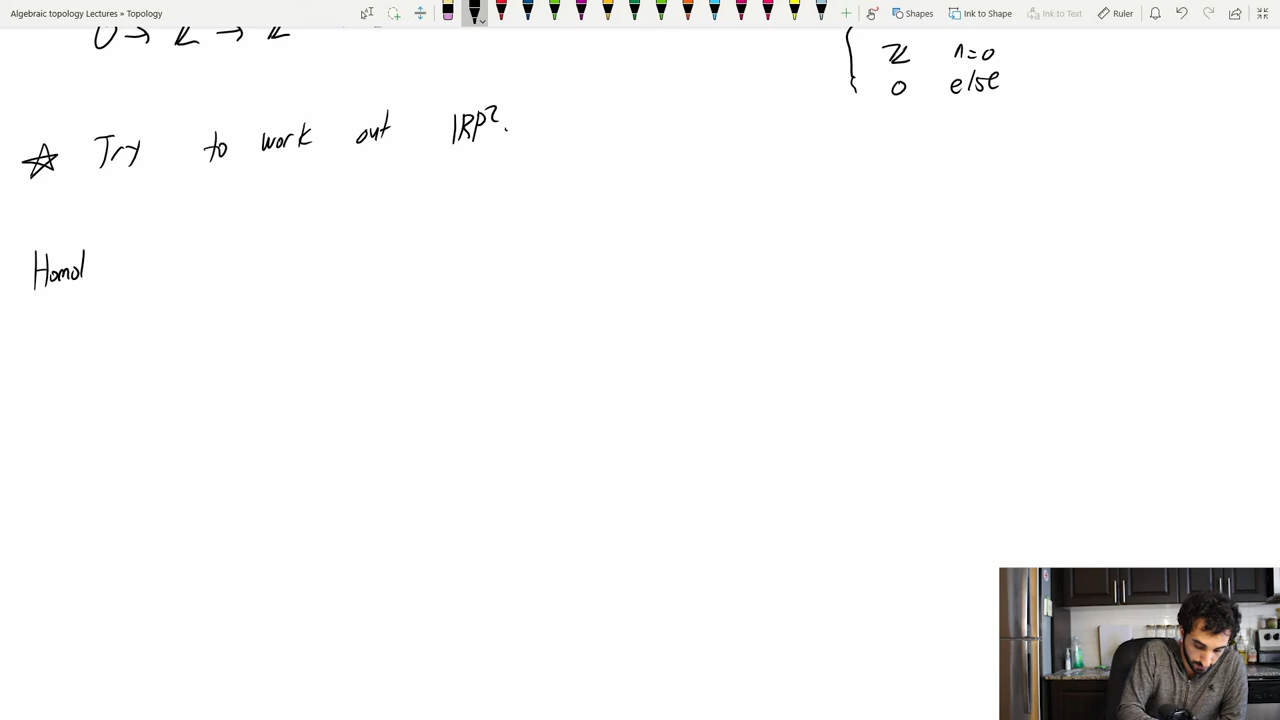 Algebraic topology Lectures » Topology
Shapes
Ink to Shape
Ink to Text
Ruler
0 → ℤ → ℤ
ℤ n=0
0 else
☆ Try to work out ℝP².
Homol